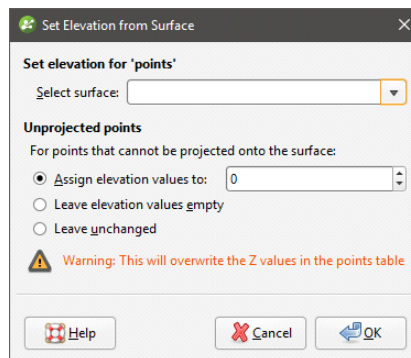 Set Elevation from Surface
Set elevation for 'points'
Select surface:
Unprojected points
For points that cannot be projected onto the surface:
Assign elevation values to: 0
Leave elevation values empty
Leave unchanged
Warning: This will overwrite the Z values in the points table
Help Cancel OK